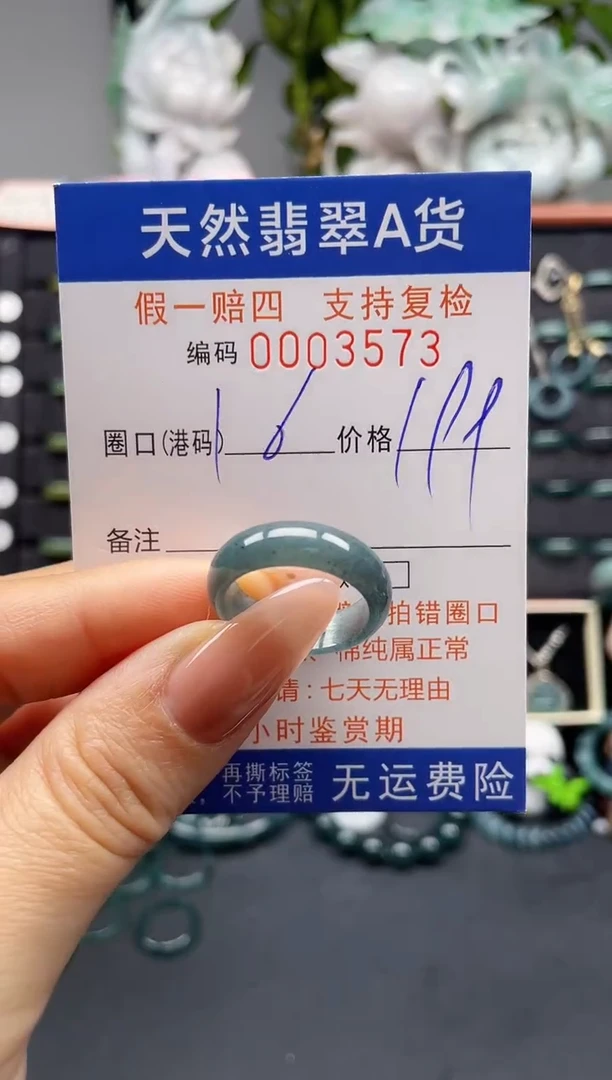 天然翡翠A货
假一赔四 支持复检
编码 0003573
圈口(港码) 16 价格
备注
拍错圈口
棉纯属正常
请:七天无理由
小时鉴赏期
再撕标签
，不予理赔
无运费险